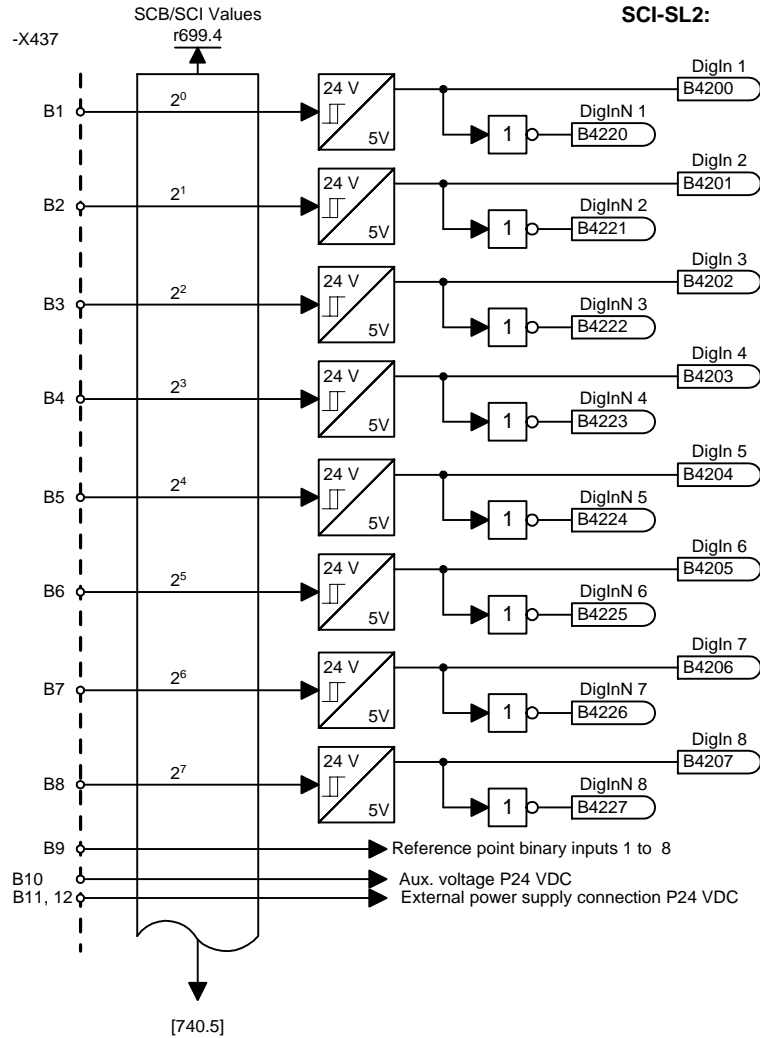 SCB/SCI Values
SCI-SL2:
-X437
r699.4
DigIn 1
B1
2⁰
24 V
5V
B4200
DigInN 1
1
B4220
DigIn 2
B2
2¹
24 V
5V
B4201
DigInN 2
1
B4221
DigIn 3
B3
2²
24 V
5V
B4202
DigInN 3
1
B4222
DigIn 4
B4
2³
24 V
5V
B4203
DigInN 4
1
B4223
DigIn 5
B5
2⁴
24 V
5V
B4204
DigInN 5
1
B4224
DigIn 6
B6
2⁵
24 V
5V
B4205
DigInN 6
1
B4225
DigIn 7
B7
2⁶
24 V
5V
B4206
DigInN 7
1
B4226
DigIn 8
B8
2⁷
24 V
5V
B4207
DigInN 8
1
B4227
B9
Reference point binary inputs 1 to 8
B10
Aux. voltage P24 VDC
B11, 12
External power supply connection P24 VDC
[740.5]